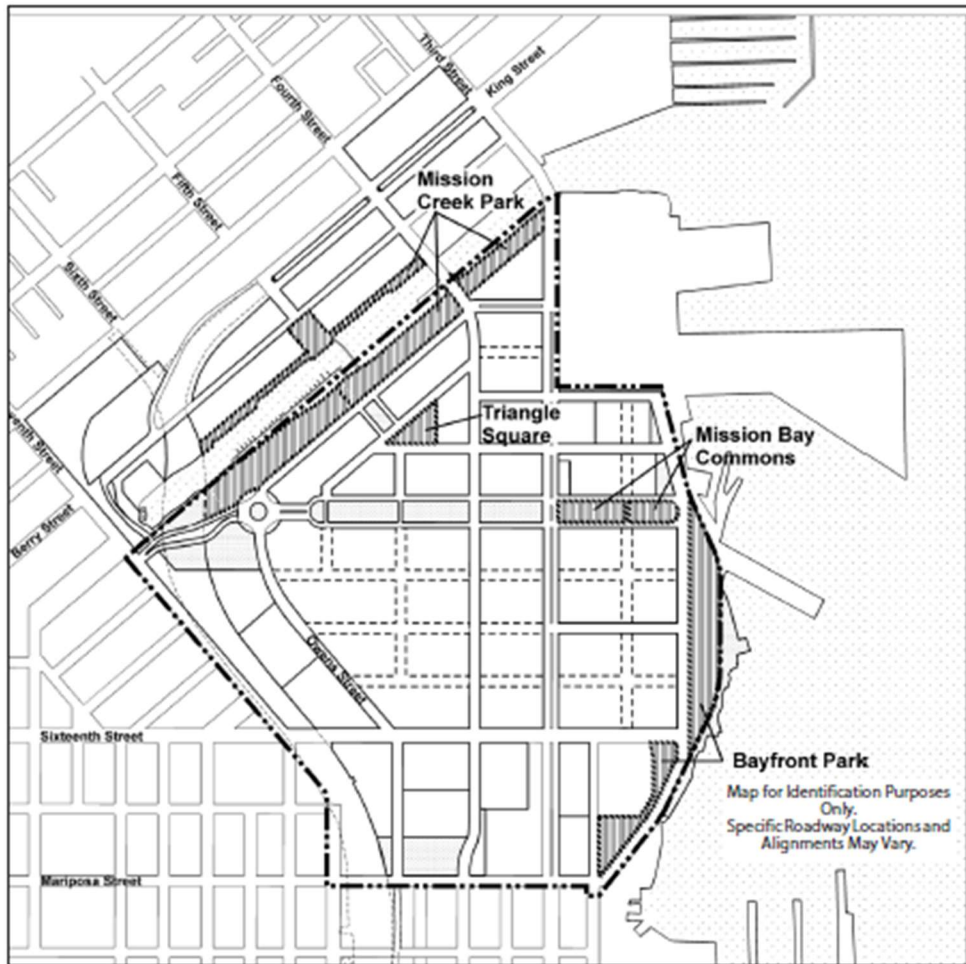 Third Street
King Street
Fourth Street
Fifth Street
Sixth Street
Mission
Creek Park
Triangle
Square
Mission Bay
Commons
Berry Street
Owens Street
Sixteenth Street
Bayfront Park
Map for Identification Purposes
Only.
Specific Roadway Locations and
Alignments May Vary.
Mariposa Street